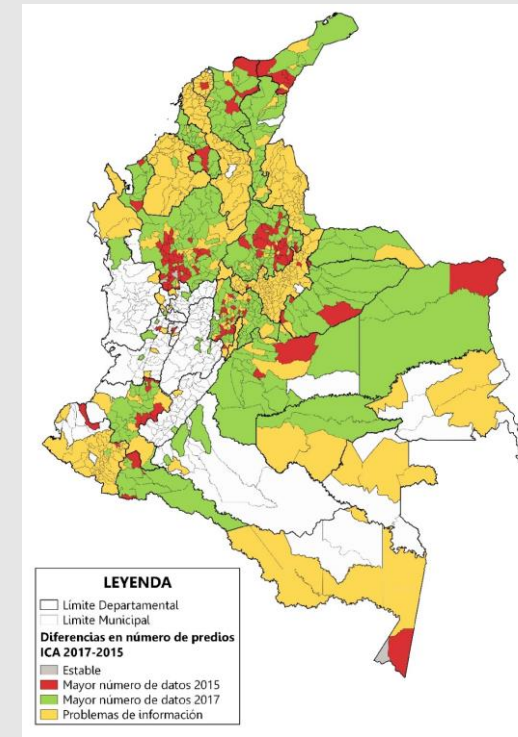 LEYENDA
Límite Departamental
Limite Municipal
Diferencias en número de predios
ICA 2017-2015
Estable
Mayor número de datos 2015
Mayor número de datos 2017
Problemas de información